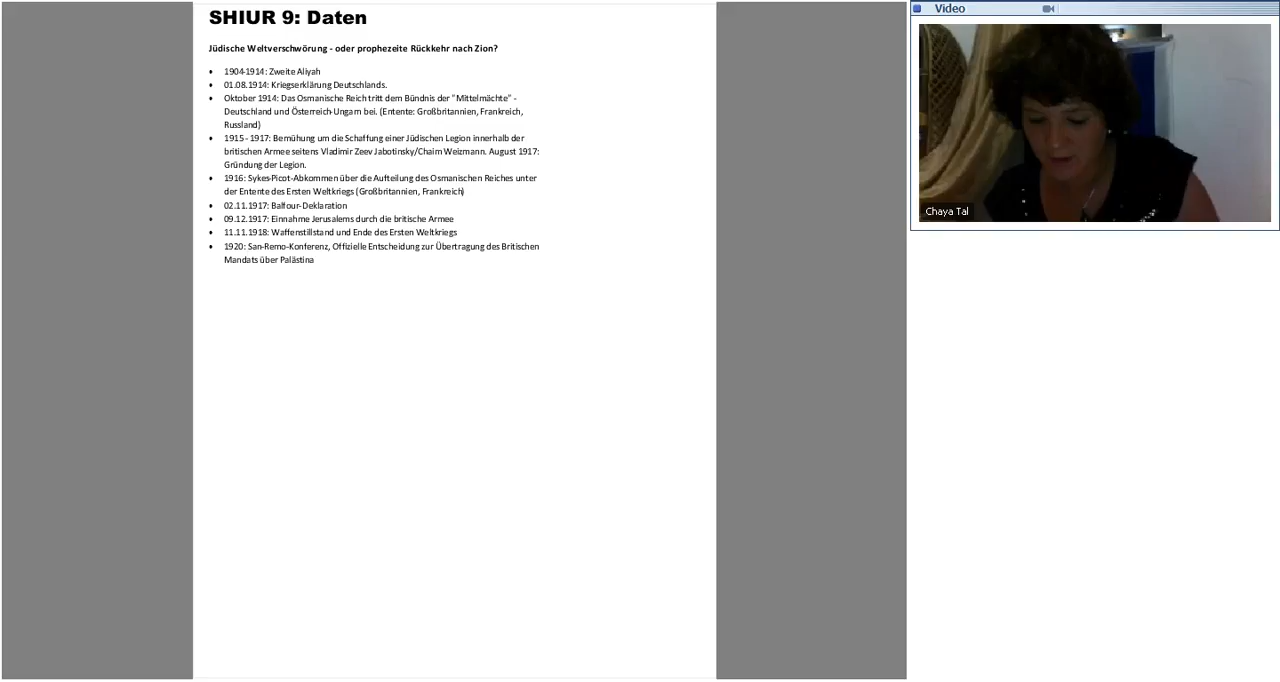 SHIUR 9: Daten
Jüdische Weltverschwörung - oder prophezeite Rückkehr nach Zion?
• 1904-1914: Zweite Aliyah
• 01.08.1914: Kriegserklärung Deutschlands.
• Oktober 1914: Das Osmanische Reich tritt dem Bündnis der "Mittelmächte" -
Deutschland und Österreich-Ungarn bei. (Entente: Großbritannien, Frankreich,
Russland)
• 1915 - 1917: Bemühung um die Schaffung einer Jüdischen Legion innerhalb der
britischen Armee seitens Vladimir Zeev Jabotinsky/Chaim Weizmann. August 1917:
Gründung der Legion.
• 1916: Sykes-Picot-Abkommen über die Aufteilung des Osmanischen Reiches unter
der Entente des Ersten Weltkriegs (Großbritannien, Frankreich)
• 02.11.1917: Balfour-Deklaration
• 09.12.1917: Einnahme Jerusalems durch die britische Armee
• 11.11.1918: Waffenstillstand und Ende des Ersten Weltkriegs
• 1920: San-Remo-Konferenz, Offizielle Entscheidung zur Übertragung des Britischen
Mandats über Palästina
Video
Chaya Tal